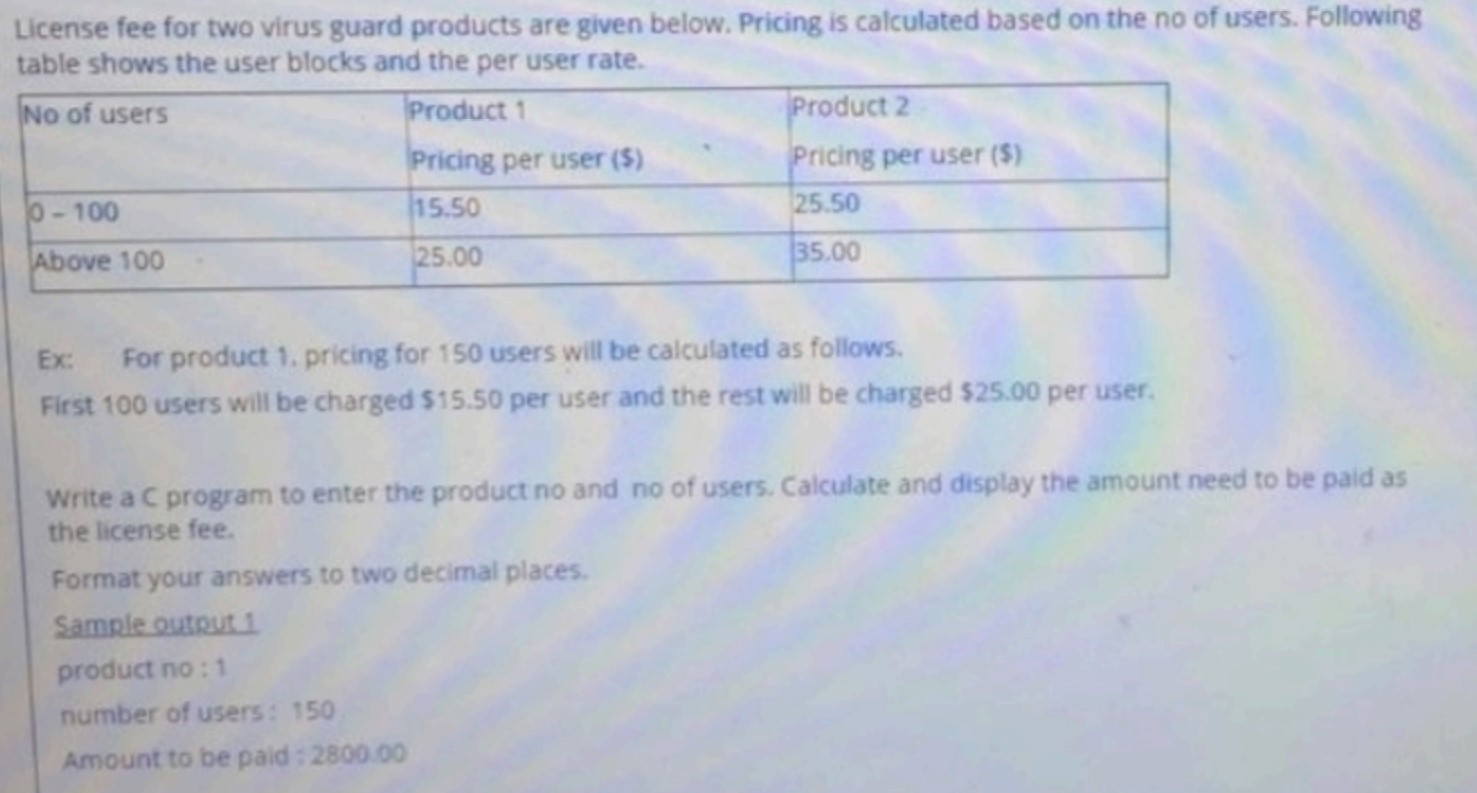 License fee for two virus guard products are given below. Pricing is calculated based on the no of users. Following
table shows the user blocks and the per user rate.
No of users Product 1 Product 2
Pricing per user ($) Pricing per user ($)
0 - 100 15.50 25.50
Above 100 25.00 35.00
Ex: For product 1. pricing for 150 users will be calculated as follows.
First 100 users will be charged $15.50 per user and the rest will be charged $25.00 per user.
Write a C program to enter the product no and no of users. Calculate and display the amount need to be paid as
the license fee.
Format your answers to two decimal places.
Sample output 1
product no : 1
number of users : 150
Amount to be paid : 2800.00